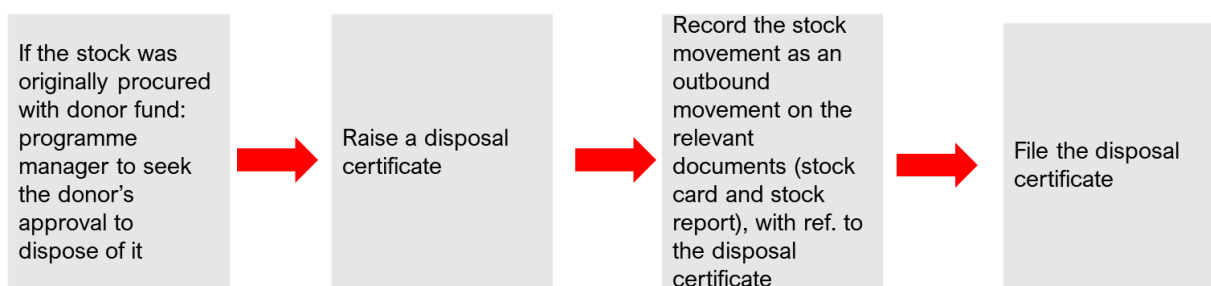 If the stock was
originally procured
with donor fund:
programme
manager to seek
the donor's
approval to
dispose of it
Raise a disposal
certificate
Record the stock
movement as an
outbound
movement on the
relevant
documents (stock
card and stock
report), with ref. to
the disposal
certificate
File the disposal
certificate